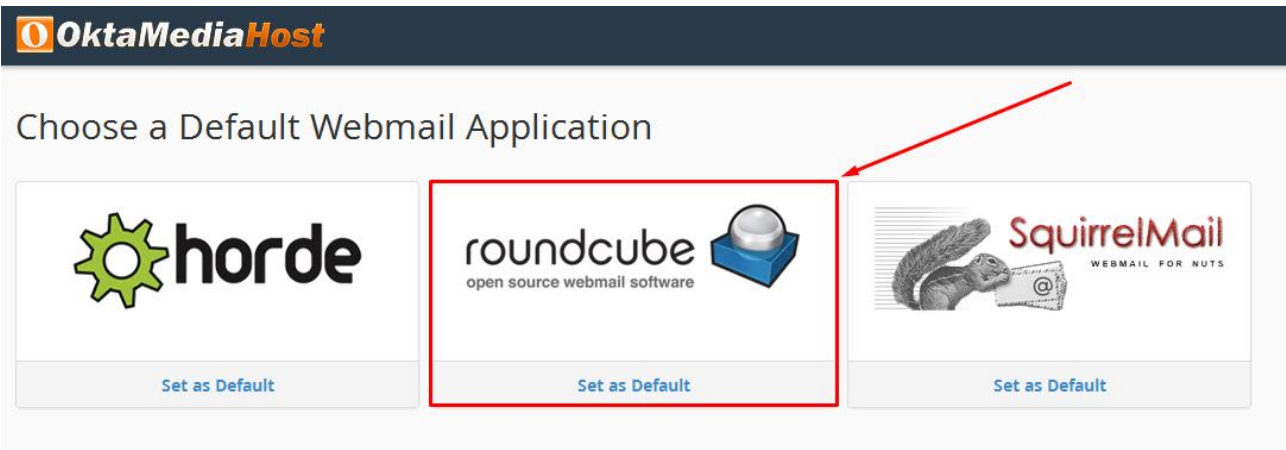 OktaMediaHost
Choose a Default Webmail Application
horde
roundcube
open source webmail software
SquirrelMail
WEBMAIL FOR NUTS
@
Set as Default
Set as Default
Set as Default